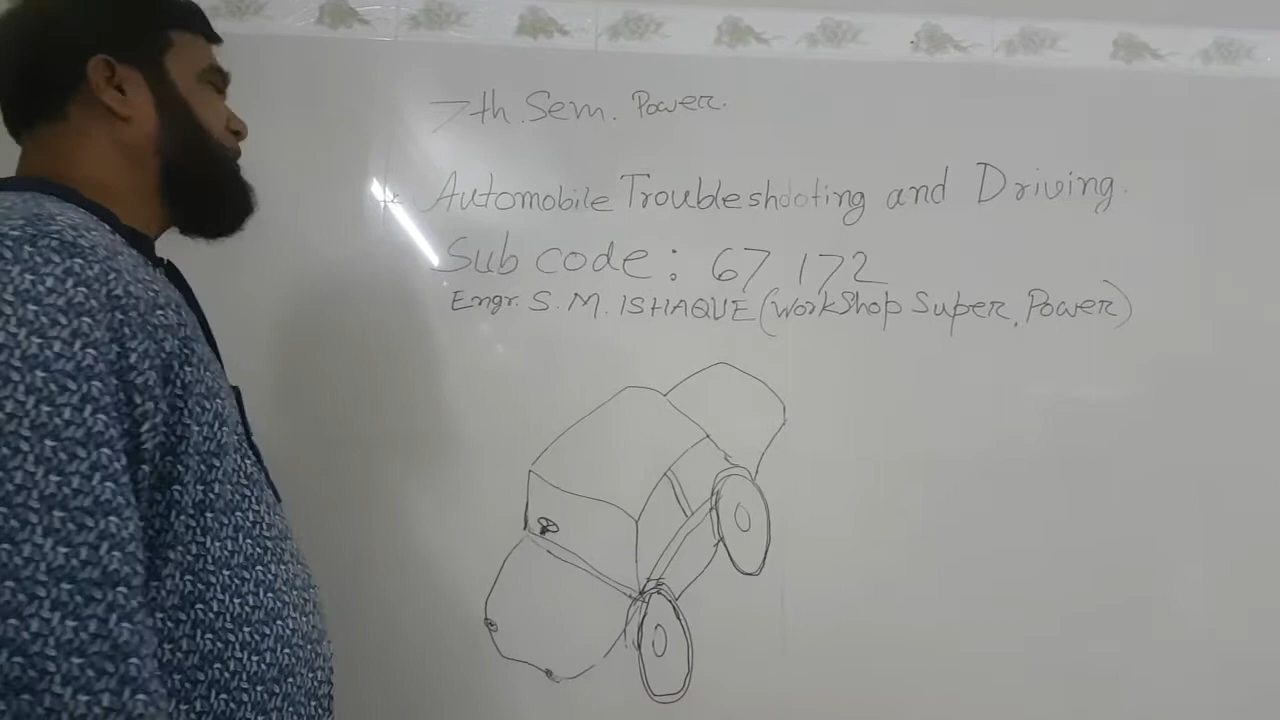 7th. Sem. Power.
* Automobile Troubleshooting and Driving.
Sub code: 67172
Engr. S. M. ISHAQUE (WorkShop Super, Power)